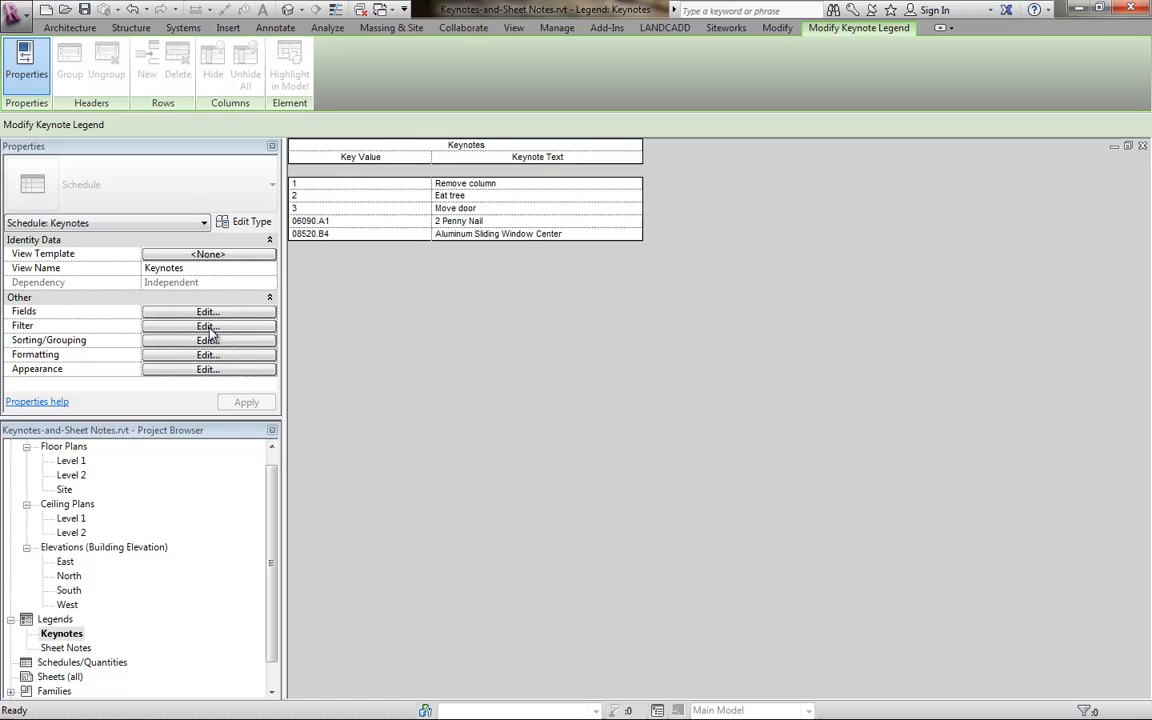 Keynotes-and-Sheet Notes.rvt - Legend: Keynotes
Type a keyword or phrase
Sign In
Architecture Structure Systems Insert Annotate Analyze Massing & Site Collaborate View Manage Add-Ins LANDCADD Siteworks Modify Modify Keynote Legend
Properties Group Ungroup New Delete Hide Unhide All Highlight in Model
Properties Headers Rows Columns Element
Modify Keynote Legend
Properties
Schedule
Schedule: Keynotes Edit Type
Identity Data
View Template <None>
View Name Keynotes
Dependency Independent
Other
Fields Edit...
Filter Edit...
Sorting/Grouping Edit...
Formatting Edit...
Appearance Edit...
Properties help Apply
Keynotes-and-Sheet Notes.rvt - Project Browser
Floor Plans
Level 1
Level 2
Site
Ceiling Plans
Level 1
Level 2
Elevations (Building Elevation)
East
North
South
West
Legends
Keynotes
Sheet Notes
Schedules/Quantities
Sheets (all)
Families
Keynotes
Key Value Keynote Text
1 Remove column
2 Eat tree
3 Move door
06090.A1 2 Penny Nail
08520.B4 Aluminum Sliding Window Center
Ready :0 Main Model :0